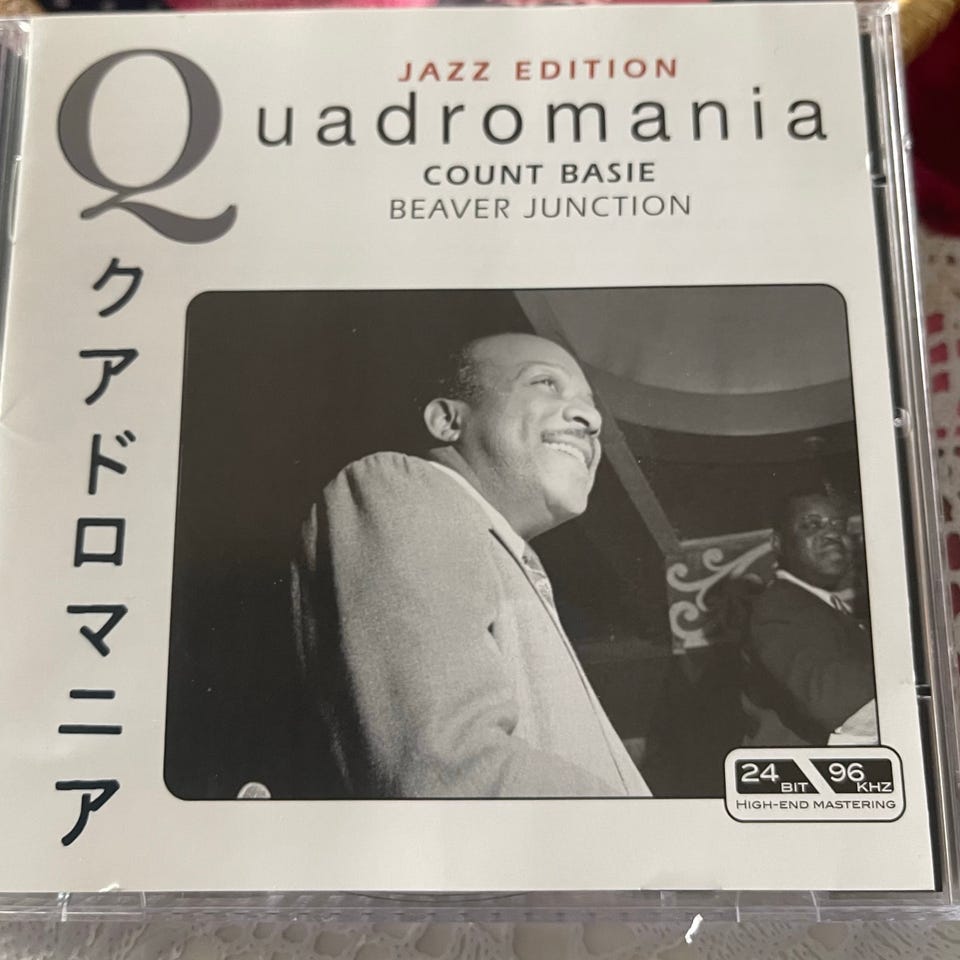 JAZZ EDITION
Quadromania
COUNT BASIE
BEAVER JUNCTION
クアドロマニア
24 BIT 96 KHZ
HIGH-END MASTERING